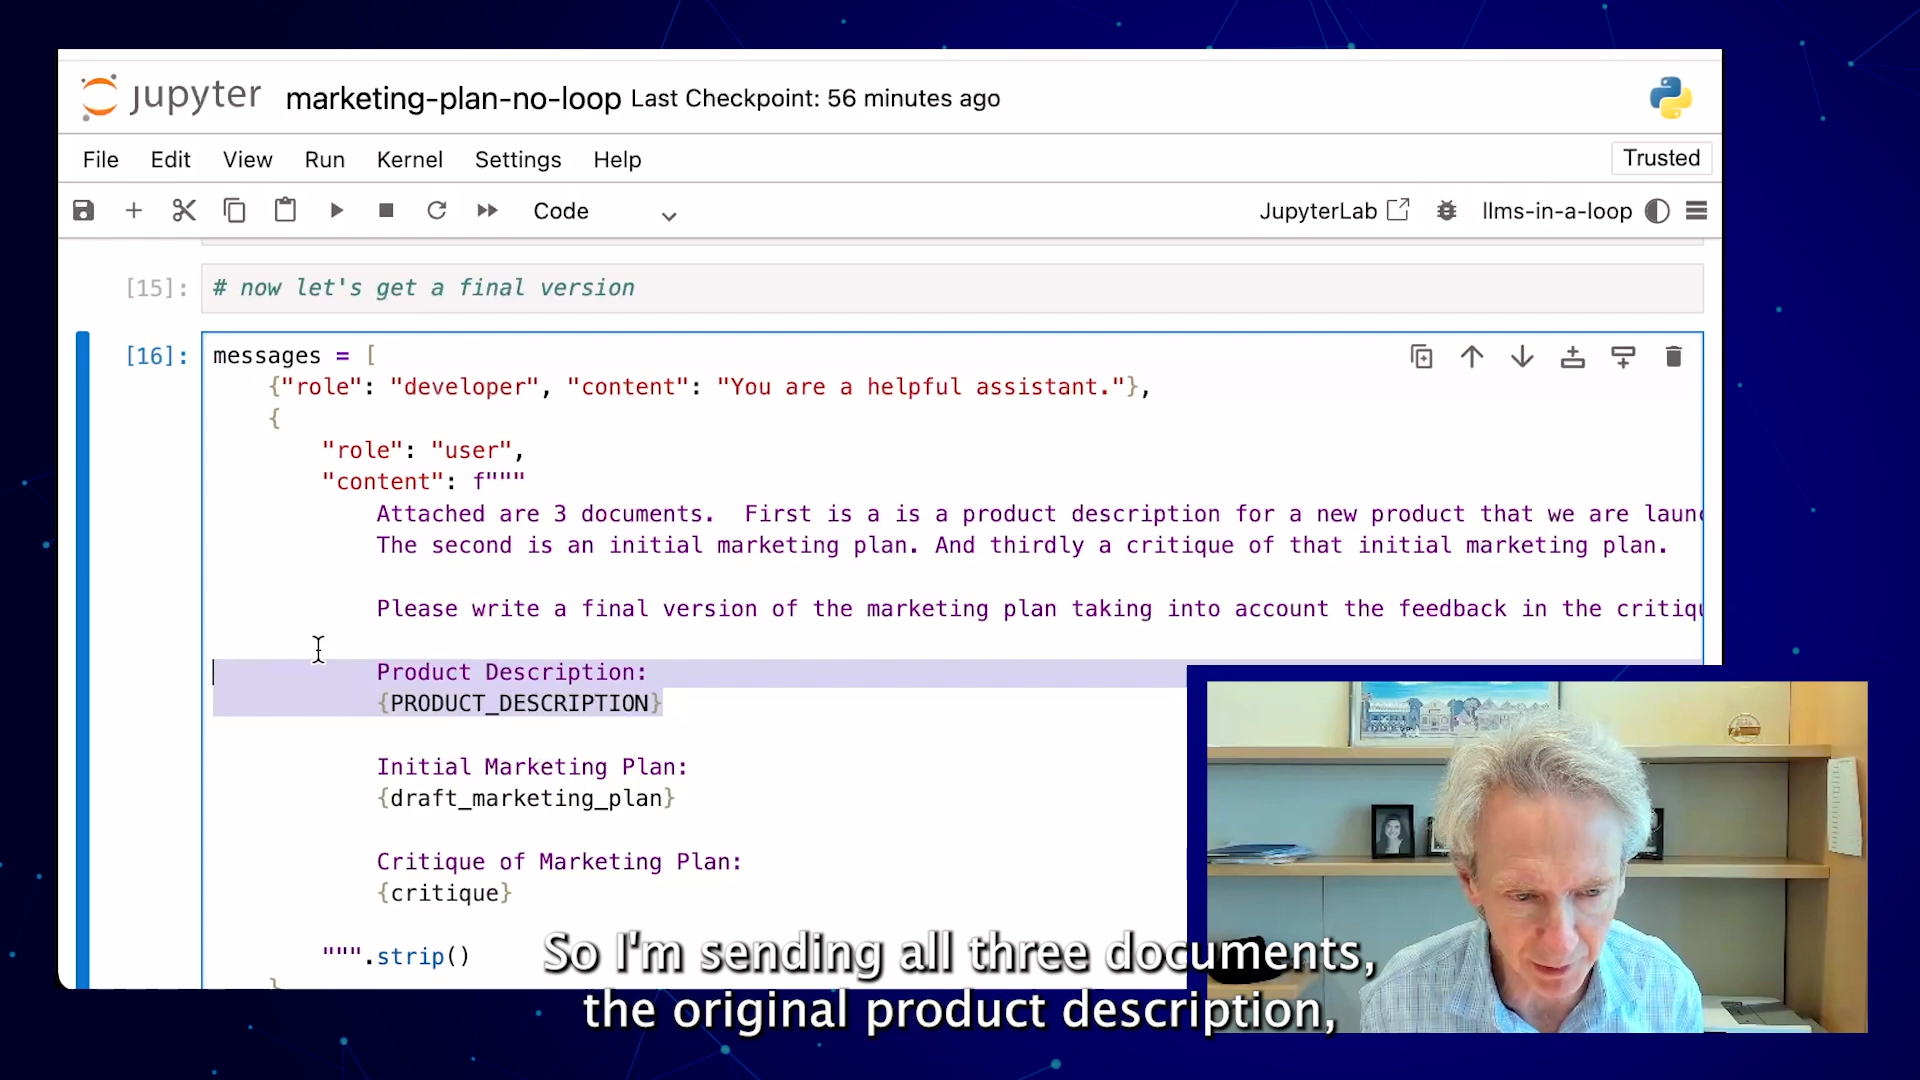 jupyter marketing-plan-no-loop Last Checkpoint: 56 minutes ago
File Edit View Run Kernel Settings Help Trusted
Code JupyterLab llms-in-a-loop
[15]: # now let's get a final version
[16]: messages = [
{"role": "developer", "content": "You are a helpful assistant."},
{
"role": "user",
"content": f"""
Attached are 3 documents.  First is a is a product description for a new product that we are launc
The second is an initial marketing plan. And thirdly a critique of that initial marketing plan.
Please write a final version of the marketing plan taking into account the feedback in the critiqu
Product Description:
{PRODUCT_DESCRIPTION}
Initial Marketing Plan:
{draft_marketing_plan}
Critique of Marketing Plan:
{critique}
""".strip()
}
So I'm sending all three documents,
the original product description,